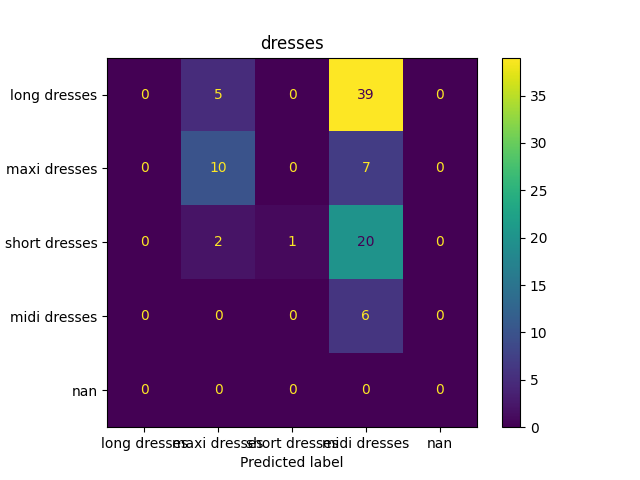 dresses
long dresses 0 5 0 39 0
maxi dresses 0 10 0 7 0
short dresses 0 2 1 20 0
midi dresses 0 0 0 6 0
nan 0 0 0 0 0
long dresses maxi dresses short dresses midi dresses nan
Predicted label
35
30
25
20
15
10
5
0